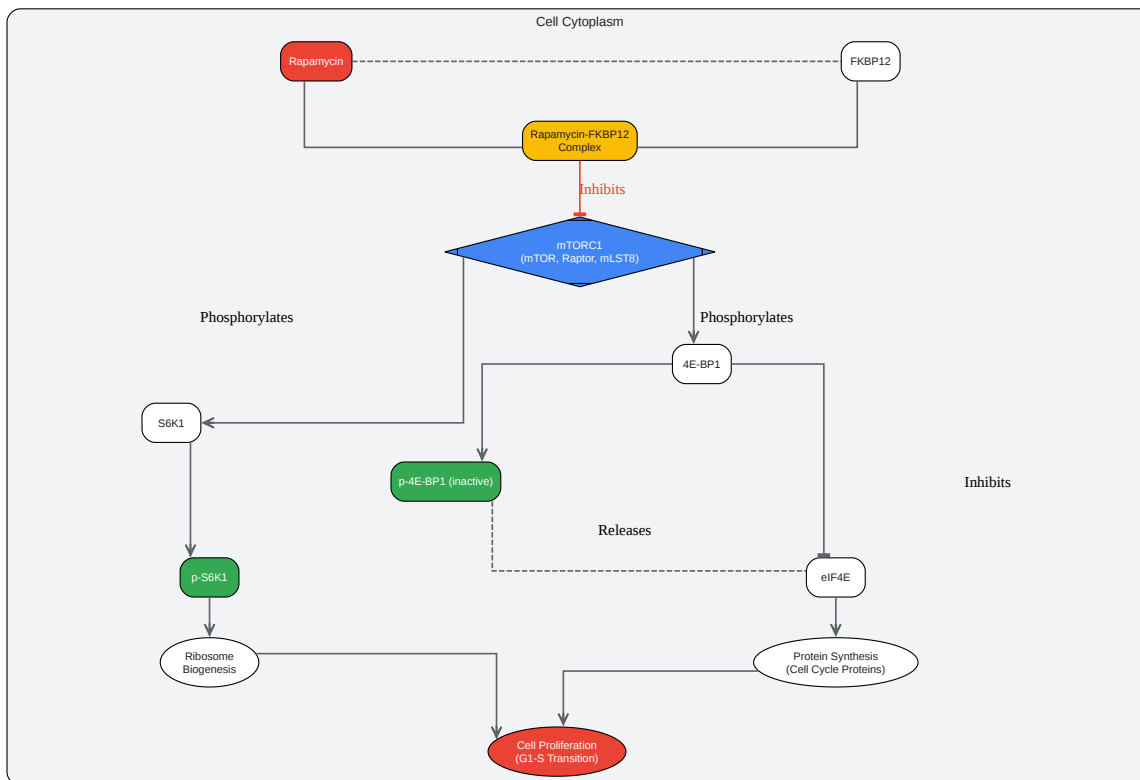 Cell Cytoplasm
Rapamycin
FKBP12
Rapamycin-FKBP12
Complex
Inhibits
mTORC1
(mTOR, Raptor, mLST8)
Phosphorylates
Phosphorylates
4E-BP1
S6K1
p-4E-BP1 (inactive)
Inhibits
Releases
p-S6K1
eIF4E
Ribosome
Biogenesis
Protein Synthesis
(Cell Cycle Proteins)
Cell Proliferation
(G1-S Transition)